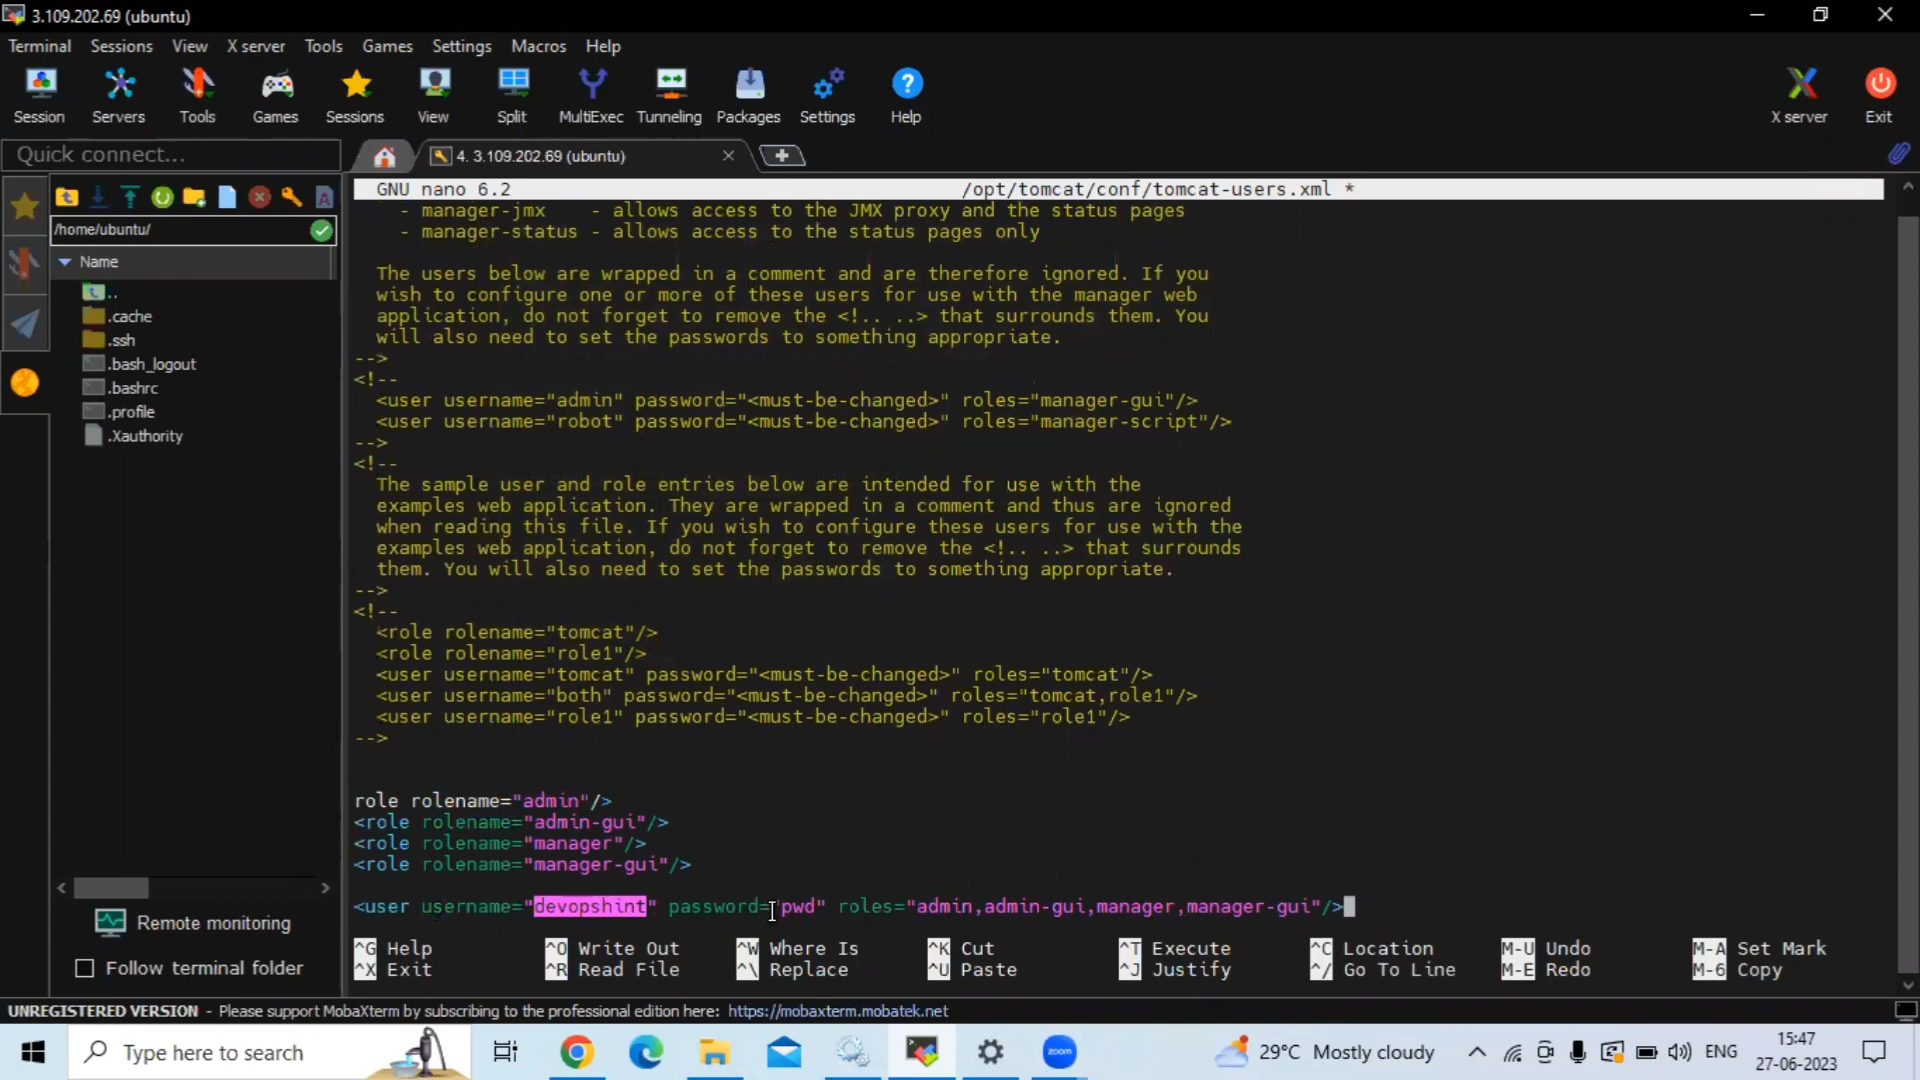 3.109.202.69 (ubuntu)
Terminal Sessions View X server Tools Games Settings Macros Help
Session Servers Tools Games Sessions View Split MultiExec Tunneling Packages Settings Help X server Exit
Quick connect...
4. 3.109.202.69 (ubuntu)
/home/ubuntu/
Name
..
.cache
.ssh
.bash_logout
.bashrc
.profile
.Xauthority
Remote monitoring
Follow terminal folder
GNU nano 6.2 /opt/tomcat/conf/tomcat-users.xml *
- manager-jmx    - allows access to the JMX proxy and the status pages
- manager-status - allows access to the status pages only
The users below are wrapped in a comment and are therefore ignored. If you
wish to configure one or more of these users for use with the manager web
application, do not forget to remove the <!.. ..> that surrounds them. You
will also need to set the passwords to something appropriate.
-->
<!--
<user username="admin" password="<must-be-changed>" roles="manager-gui"/>
<user username="robot" password="<must-be-changed>" roles="manager-script"/>
-->
<!--
The sample user and role entries below are intended for use with the
examples web application. They are wrapped in a comment and thus are ignored
when reading this file. If you wish to configure these users for use with the
examples web application, do not forget to remove the <!.. ..> that surrounds
them. You will also need to set the passwords to something appropriate.
-->
<!--
<role rolename="tomcat"/>
<role rolename="role1"/>
<user username="tomcat" password="<must-be-changed>" roles="tomcat"/>
<user username="both" password="<must-be-changed>" roles="tomcat,role1"/>
<user username="role1" password="<must-be-changed>" roles="role1"/>
-->
role rolename="admin"/>
<role rolename="admin-gui"/>
<role rolename="manager"/>
<role rolename="manager-gui"/>
<user username="devopshint" password="pwd" roles="admin,admin-gui,manager,manager-gui"/>
^G Help ^O Write Out ^W Where Is ^K Cut ^T Execute ^C Location M-U Undo M-A Set Mark
^X Exit ^R Read File ^\ Replace ^U Paste ^J Justify ^/ Go To Line M-E Redo M-6 Copy
UNREGISTERED VERSION - Please support MobaXterm by subscribing to the professional edition here: https://mobaxterm.mobatek.net
Type here to search
zoom
29°C Mostly cloudy
ENG
15:47
27-06-2023